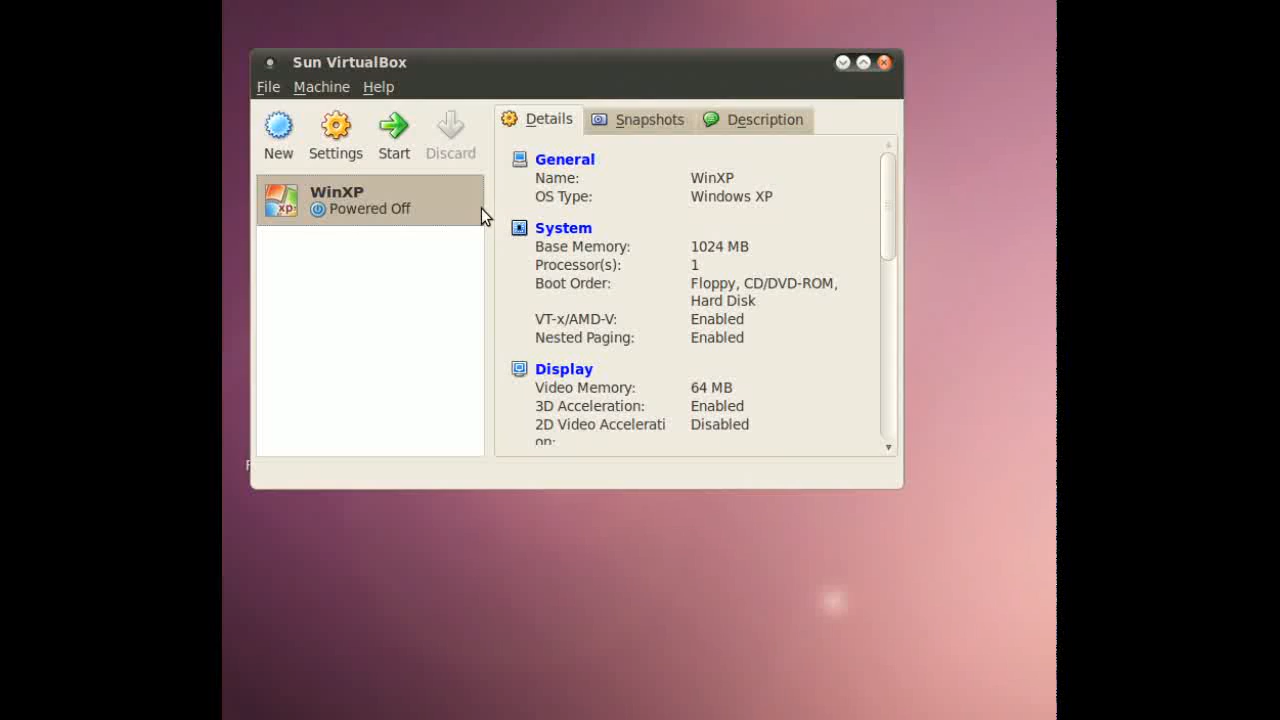 Sun VirtualBox
File Machine Help
New Settings Start Discard
WinXP
Powered Off
Details Snapshots Description
General
Name: WinXP
OS Type: Windows XP
System
Base Memory: 1024 MB
Processor(s): 1
Boot Order: Floppy, CD/DVD-ROM,
Hard Disk
VT-x/AMD-V: Enabled
Nested Paging: Enabled
Display
Video Memory: 64 MB
3D Acceleration: Enabled
2D Video Accelerati Disabled
on: